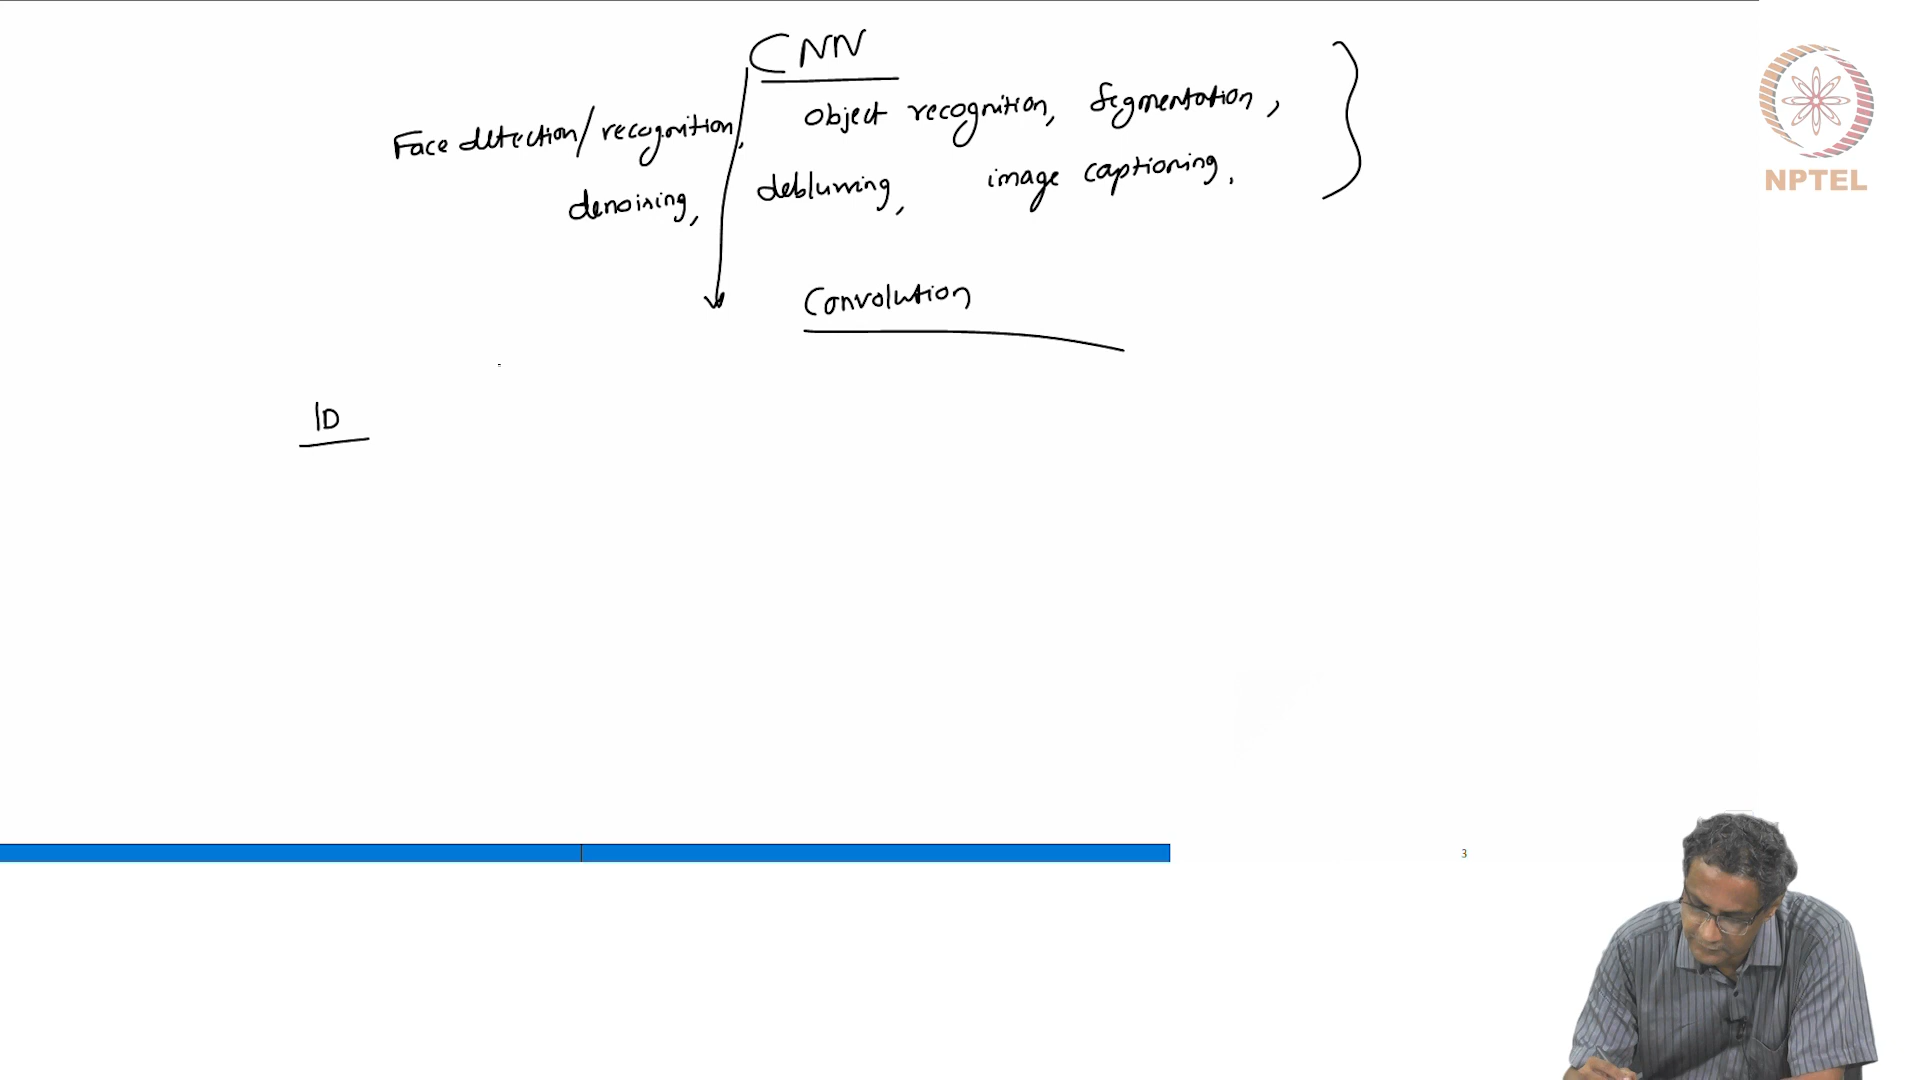 CNN
Face detection/recognition, object recognition, Segmentation,
denoising, deblurring, image captioning,
Convolution
1D
NPTEL
3